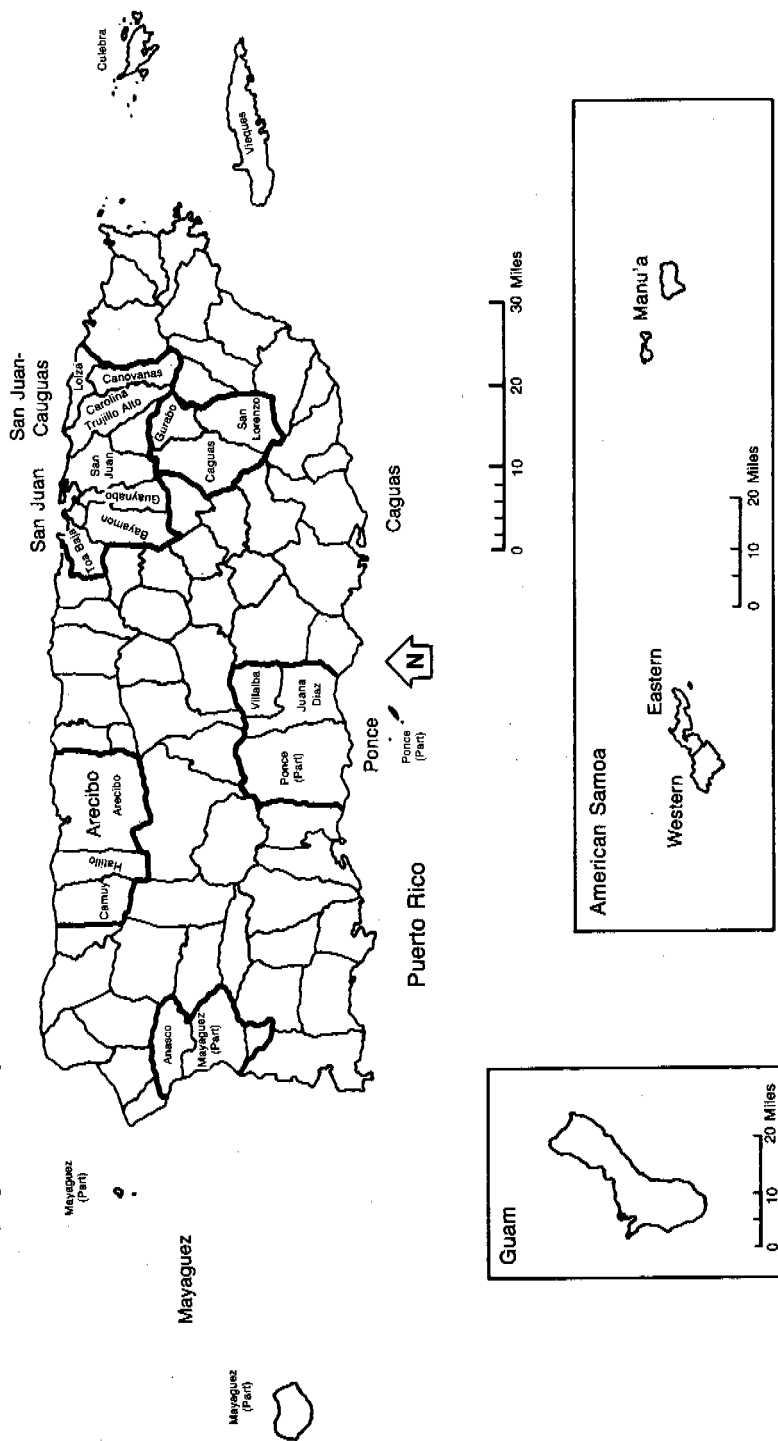 San Juan-
Cauguas
San Juan
Culebra
Vieques
Loiza
Canovanas
Carolina
Trujillo Alto
San
Juan
Guaynabo
Bayamon
Toa Baja
Gurabo
San
Lorenzo
Caguas
Caguas
Arecibo
Arecibo
Hatillo
Camuy
Villalba
Juana
Diaz
Ponce
(Part)
Ponce
Ponce
(Part)
N
Anasco
Mayaguez
(Part)
Mayaguez
(Part)
Mayaguez
Mayaguez
(Part)
Puerto Rico
0 10 20 30 Miles
Guam
0 10 20 Miles
American Samoa
Western
Eastern
Manu'a
0 10 20 Miles